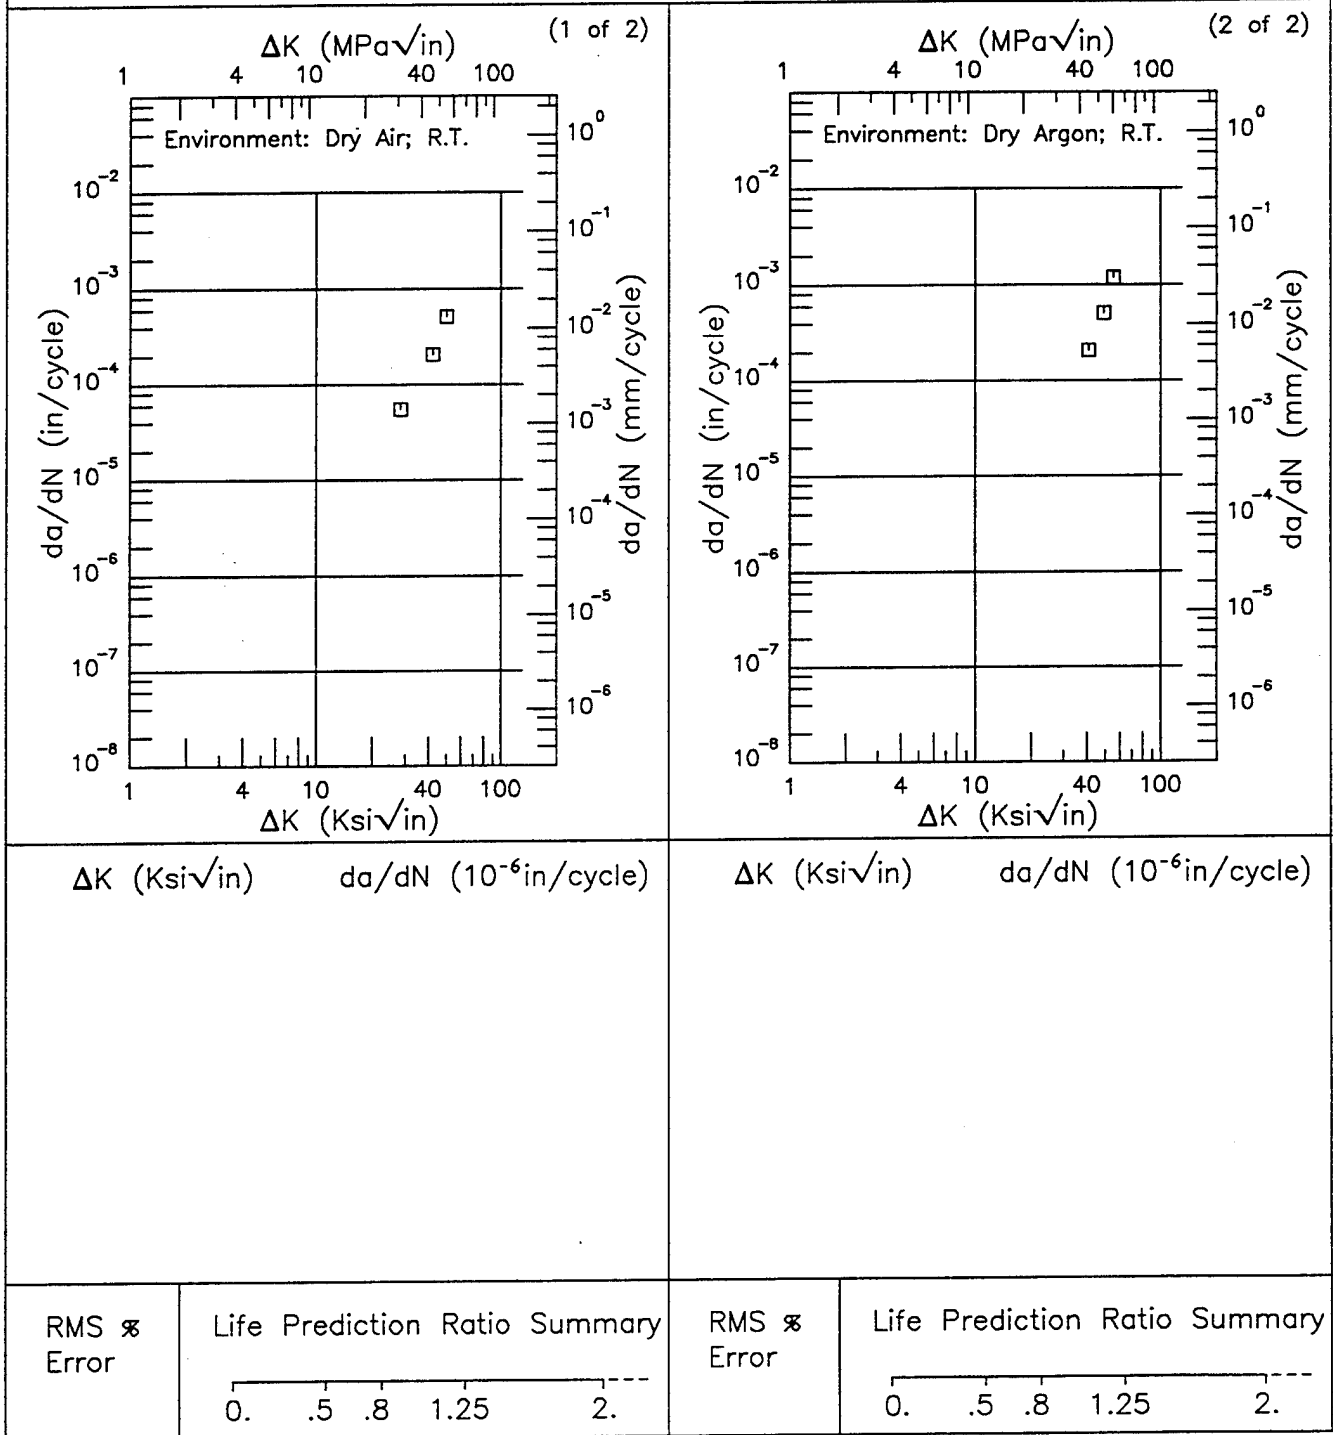 (1 of 2)
ΔK (MPa√in)
1 4 10 40 100
Environment: Dry Air; R.T.
10⁻²
10⁻³
10⁻⁴
10⁻⁵
10⁻⁶
10⁻⁷
10⁻⁸
da/dN (in/cycle)
10⁰
10⁻¹
10⁻²
10⁻³
10⁻⁴
10⁻⁵
10⁻⁶
da/dN (mm/cycle)
1 4 10 40 100
ΔK (Ksi√in)
(2 of 2)
ΔK (MPa√in)
1 4 10 40 100
Environment: Dry Argon; R.T.
10⁻²
10⁻³
10⁻⁴
10⁻⁵
10⁻⁶
10⁻⁷
10⁻⁸
da/dN (in/cycle)
10⁰
10⁻¹
10⁻²
10⁻³
10⁻⁴
10⁻⁵
10⁻⁶
da/dN (mm/cycle)
1 4 10 40 100
ΔK (Ksi√in)
ΔK (Ksi√in) da/dN (10⁻⁶in/cycle)
ΔK (Ksi√in) da/dN (10⁻⁶in/cycle)
RMS %
Error
Life Prediction Ratio Summary
0. .5 .8 1.25 2.
RMS %
Error
Life Prediction Ratio Summary
0. .5 .8 1.25 2.